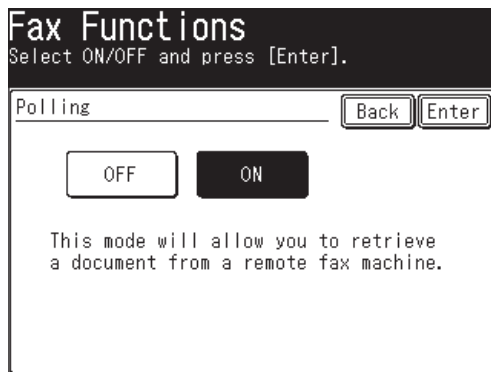 Fax Functions
Select ON/OFF and press [Enter].
Polling Back Enter
OFF ON
This mode will allow you to retrieve
a document from a remote fax machine.